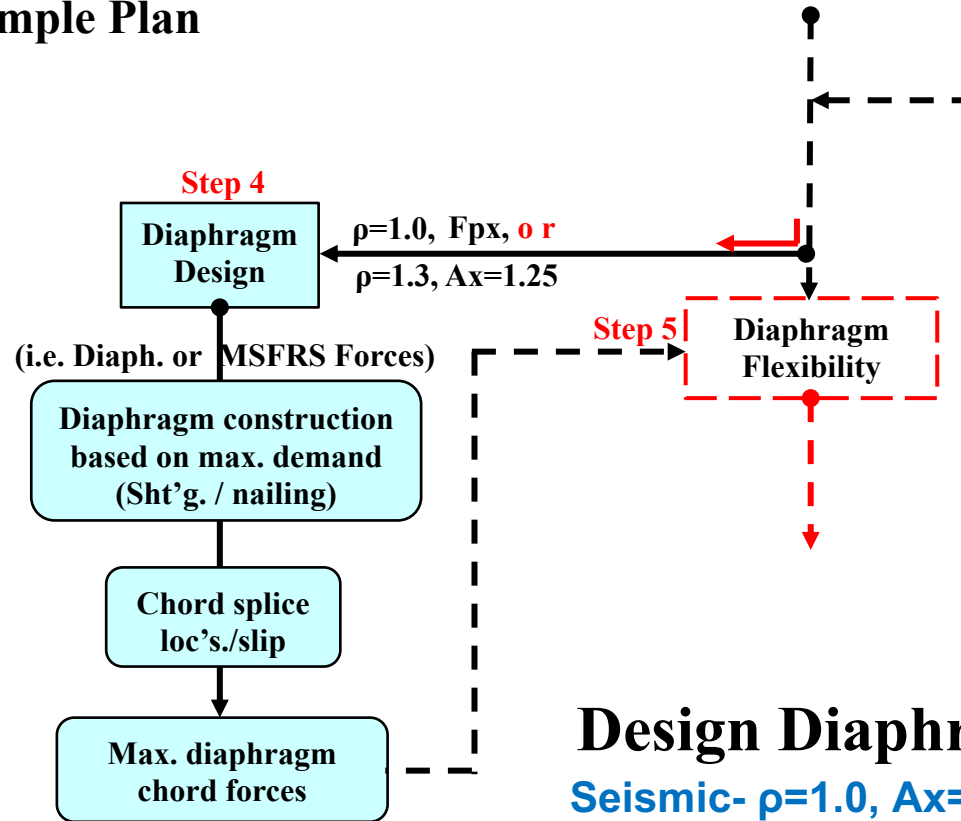 mple Plan
Step 4
Diaphragm
Design
ρ=1.0, Fpx, o r
ρ=1.3, Ax=1.25
(i.e. Diaph. or MSFRS Forces)
Step 5
Diaphragm
Flexibility
Diaphragm construction
based on max. demand
(Sht’g. / nailing)
Chord splice
loc’s./slip
Max. diaphragm
chord forces
Design Diaphr
Seismic- ρ=1.0, Ax=